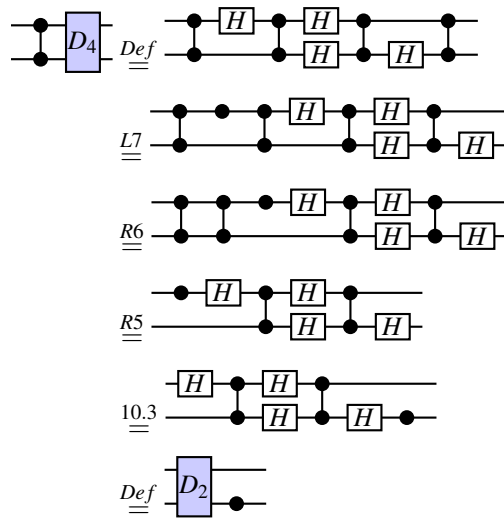 D4 Def = H H H H
L7 = H H H H
R6 = H H H H
R5 = H H H H
10.3 = H H H H
Def = D2